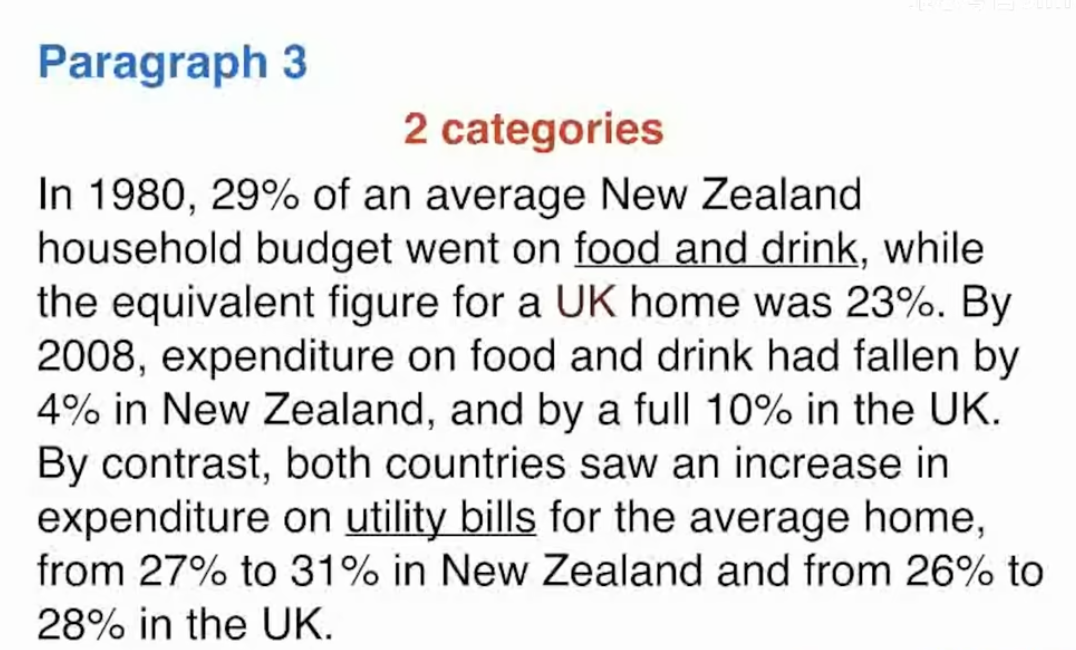 Paragraph 3
2 categories
In 1980, 29% of an average New Zealand
household budget went on food and drink, while
the equivalent figure for a UK home was 23%. By
2008, expenditure on food and drink had fallen by
4% in New Zealand, and by a full 10% in the UK.
By contrast, both countries saw an increase in
expenditure on utility bills for the average home,
from 27% to 31% in New Zealand and from 26% to
28% in the UK.